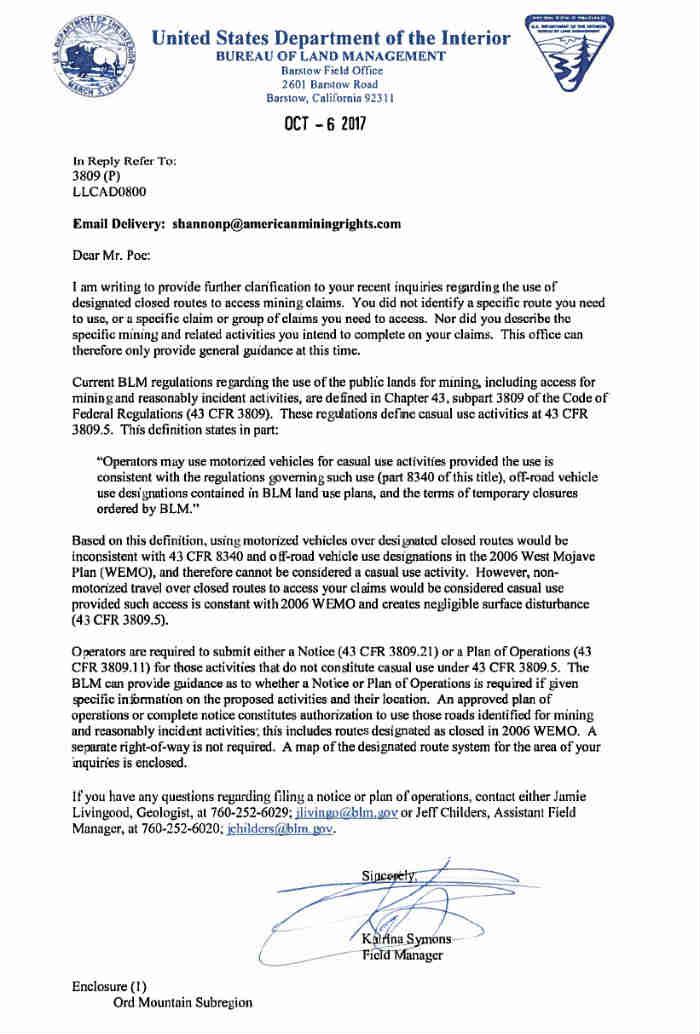 U.S. DEPARTMENT OF THE INTERIOR
MARCH 3, 1849
U.S. DEPARTMENT OF THE INTERIOR
BUREAU OF LAND MANAGEMENT
United States Department of the Interior
BUREAU OF LAND MANAGEMENT
Barstow Field Office
2601 Barstow Road
Barstow, California 92311
OCT - 6 2017
In Reply Refer To:
3809 (P)
LLCAD0800
Email Delivery: shannonp@americanminingrights.com
Dear Mr. Poe:
I am writing to provide further clarification to your recent inquiries regarding the use of
designated closed routes to access mining claims. You did not identify a specific route you need
to use, or a specific claim or group of claims you need to access. Nor did you describe the
specific mining and related activities you intend to complete on your claims. This office can
therefore only provide general guidance at this time.
Current BLM regulations regarding the use of the public lands for mining, including access for
mining and reasonably incident activities, are defined in Chapter 43, subpart 3809 of the Code of
Federal Regulations (43 CFR 3809). These regulations define casual use activities at 43 CFR
3809.5. This definition states in part:
“Operators may use motorized vehicles for casual use activities provided the use is
consistent with the regulations governing such use (part 8340 of this title), off-road vehicle
use designations contained in BLM land use plans, and the terms of temporary closures
ordered by BLM.”
Based on this definition, using motorized vehicles over designated closed routes would be
inconsistent with 43 CFR 8340 and off-road vehicle use designations in the 2006 West Mojave
Plan (WEMO), and therefore cannot be considered a casual use activity. However, non-
motorized travel over closed routes to access your claims would be considered casual use
provided such access is constant with 2006 WEMO and creates negligible surface disturbance
(43 CFR 3809.5).
Operators are required to submit either a Notice (43 CFR 3809.21) or a Plan of Operations (43
CFR 3809.11) for those activities that do not constitute casual use under 43 CFR 3809.5. The
BLM can provide guidance as to whether a Notice or Plan of Operations is required if given
specific information on the proposed activities and their location. An approved plan of
operations or complete notice constitutes authorization to use those roads identified for mining
and reasonably incident activities; this includes routes designated as closed in 2006 WEMO. A
separate right-of-way is not required. A map of the designated route system for the area of your
inquiries is enclosed.
If you have any questions regarding filing a notice or plan of operations, contact either Jamie
Livingood, Geologist, at 760-252-6029; jlivingo@blm.gov or Jeff Childers, Assistant Field
Manager, at 760-252-6020; jchilders@blm.gov.
Sincerely,
Katrina Symons
Field Manager
Enclosure (1)
Ord Mountain Subregion